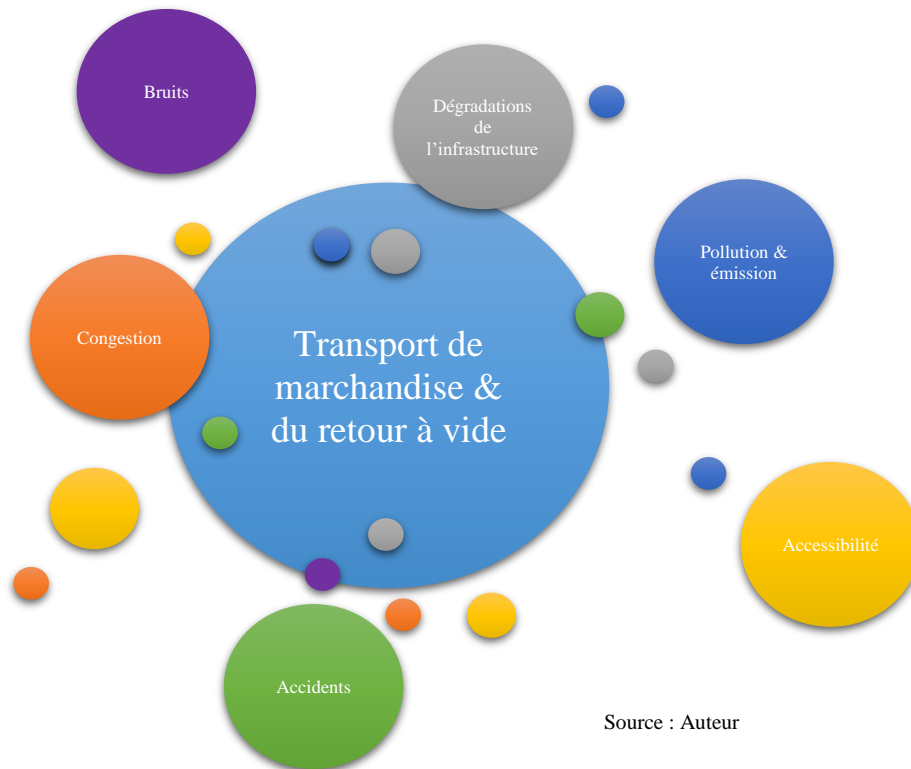 Bruits
Dégradations
de
l’infrastructure
Pollution &
émission
Congestion
Transport de
marchandise &
du retour à vide
Accessibilité
Accidents
Source : Auteur